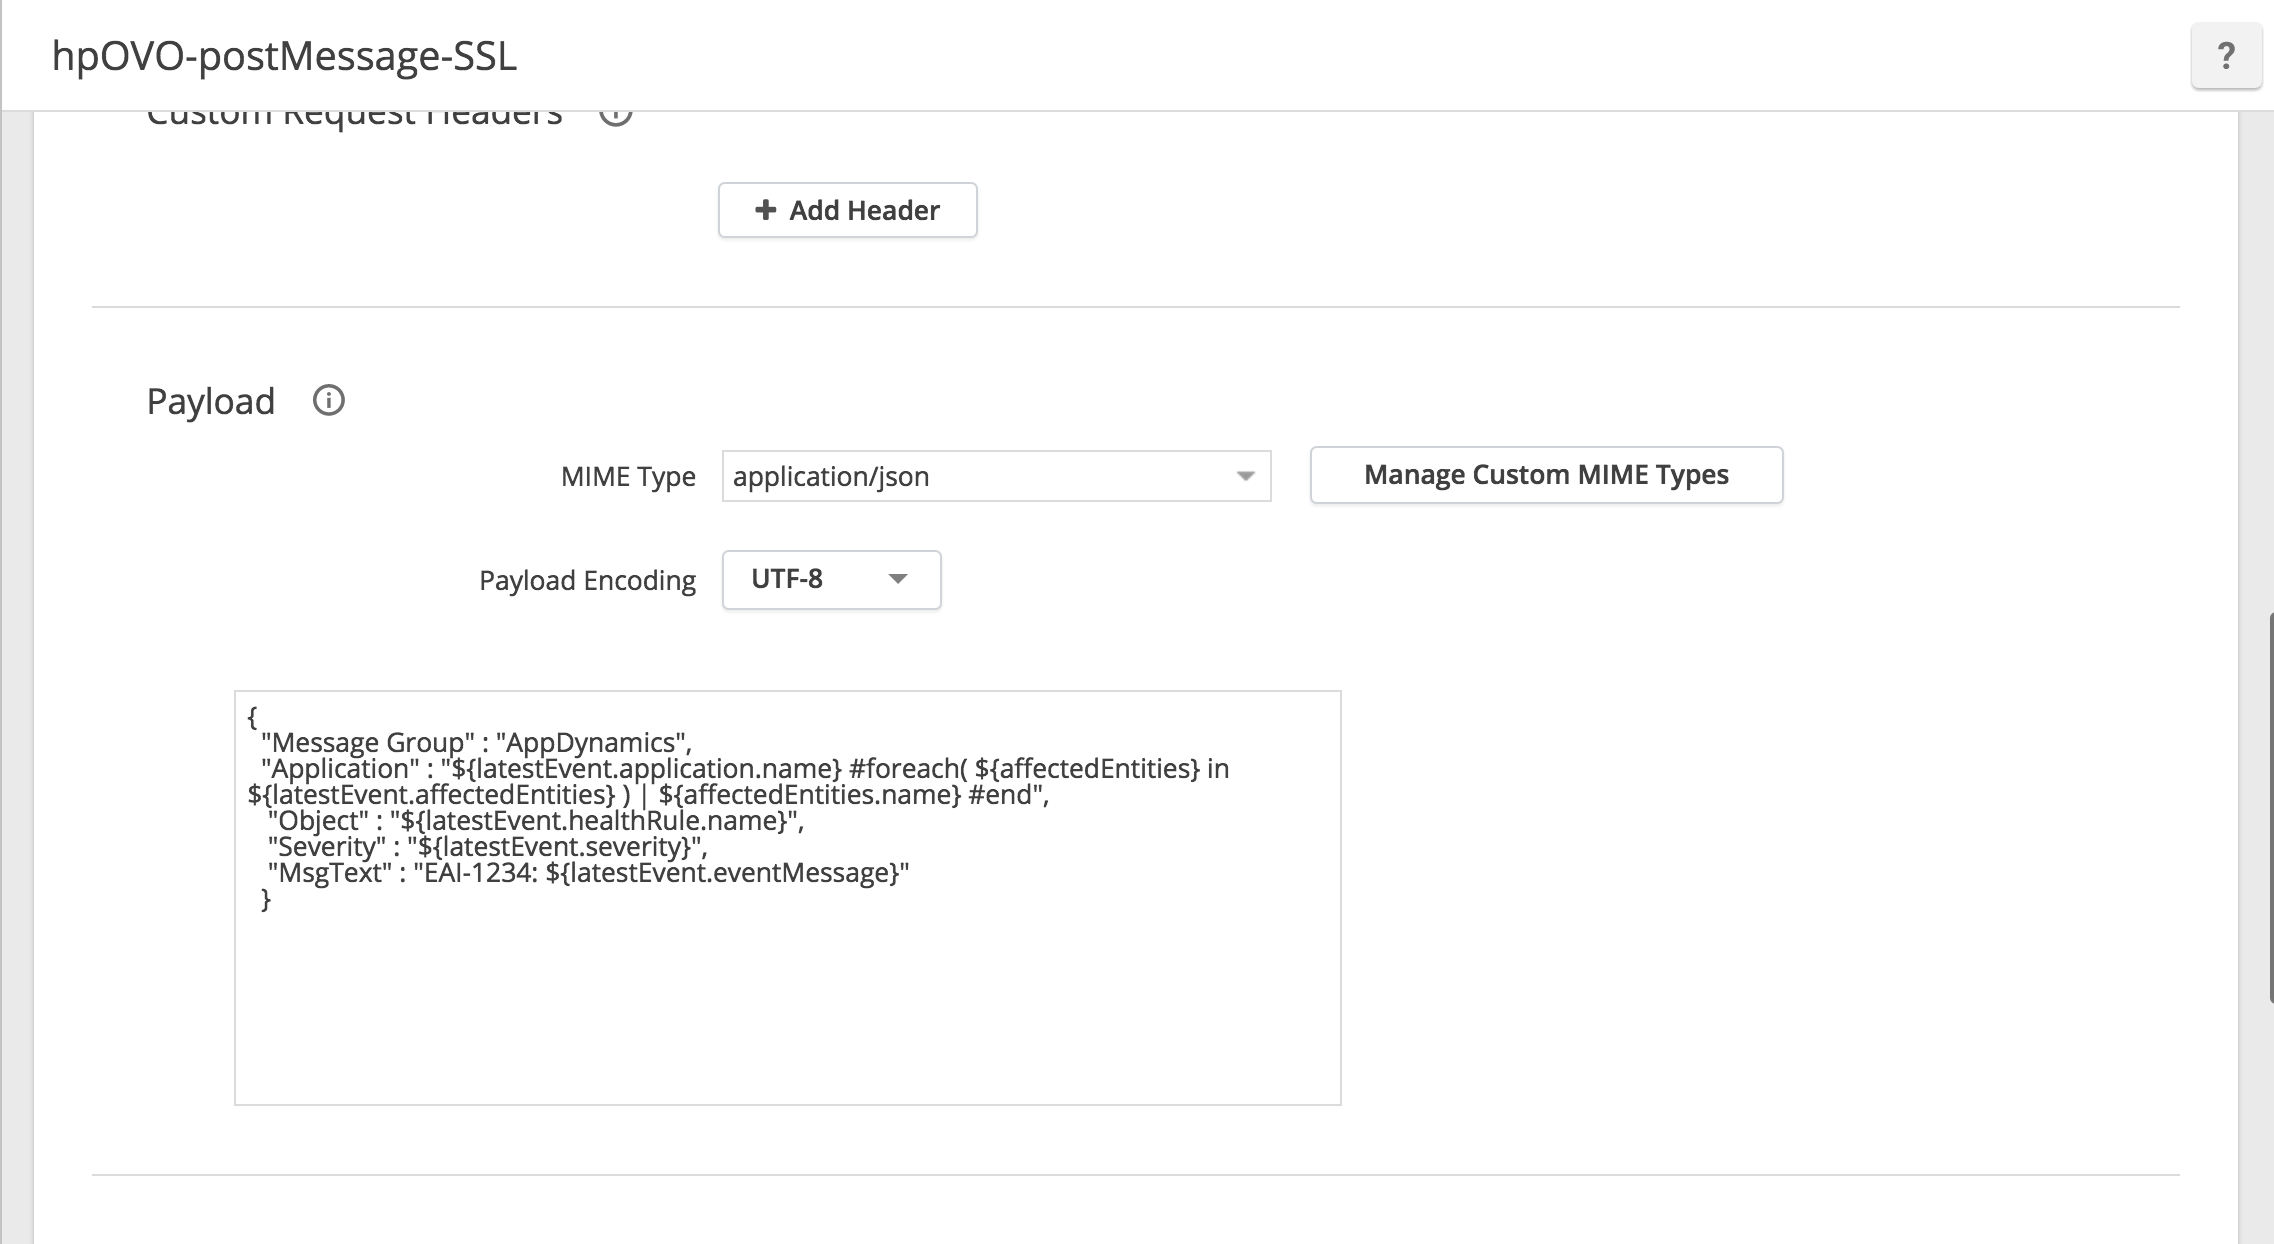 hpOVO-postMessage-SSL
?
Custom Request Headers
+ Add Header
Payload
MIME Type
application/json
Manage Custom MIME Types
Payload Encoding
UTF-8
{
"Message Group" : "AppDynamics",
"Application" : "${latestEvent.application.name} #foreach( ${affectedEntities} in
${latestEvent.affectedEntities} ) | ${affectedEntities.name} #end",
"Object" : "${latestEvent.healthRule.name}",
"Severity" : "${latestEvent.severity}",
"MsgText" : "EAI-1234: ${latestEvent.eventMessage}"
}